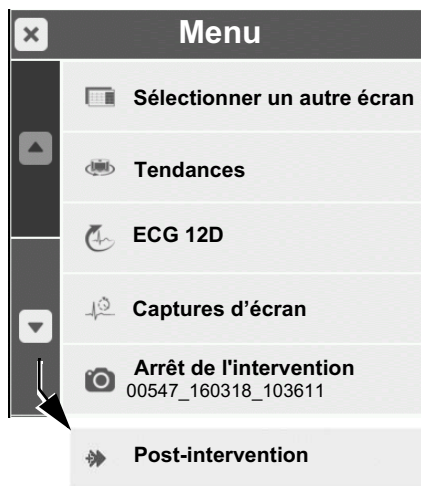 Menu
Sélectionner un autre écran
Tendances
ECG 12D
Captures d'écran
Arrêt de l'intervention
00547_160318_103611
Post-intervention